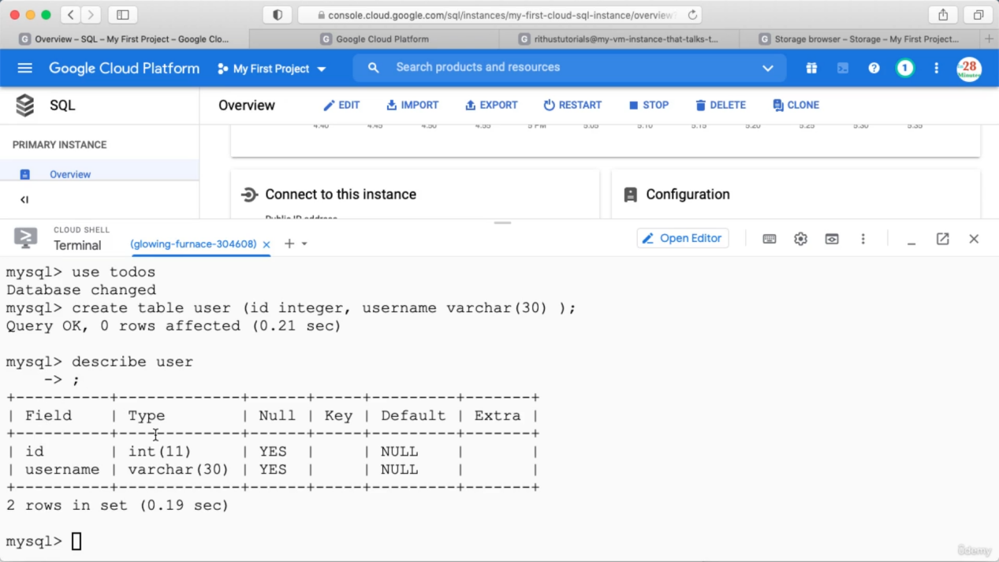 console.cloud.google.com/sql/instances/my-first-cloud-sql-instance/overview
Overview – SQL – My First Project – Google Clo...
Google Cloud Platform
rithustutorials@my-vm-instance-that-talks-t...
Storage browser – Storage – My First Project...
Google Cloud Platform
My First Project
Search products and resources
1
28
Minutes
SQL
Overview
EDIT
IMPORT
EXPORT
RESTART
STOP
DELETE
CLONE
4:40 4:45 4:50 4:55 5 PM 5:05 5:10 5:15 5:20 5:25 5:30 5:35
PRIMARY INSTANCE
Overview
Connect to this instance
Public IP address
Configuration
CLOUD SHELL
Terminal
(glowing-furnace-304608)
Open Editor
mysql> use todos
Database changed
mysql> create table user (id integer, username varchar(30) );
Query OK, 0 rows affected (0.21 sec)
mysql> describe user
    -> ;
+----------+-------------+------+-----+---------+-------+
| Field    | Type        | Null | Key | Default | Extra |
+----------+-------------+------+-----+---------+-------+
| id       | int(11)     | YES  |     | NULL    |       |
| username | varchar(30) | YES  |     | NULL    |       |
+----------+-------------+------+-----+---------+-------+
2 rows in set (0.19 sec)
mysql>
ûdemy